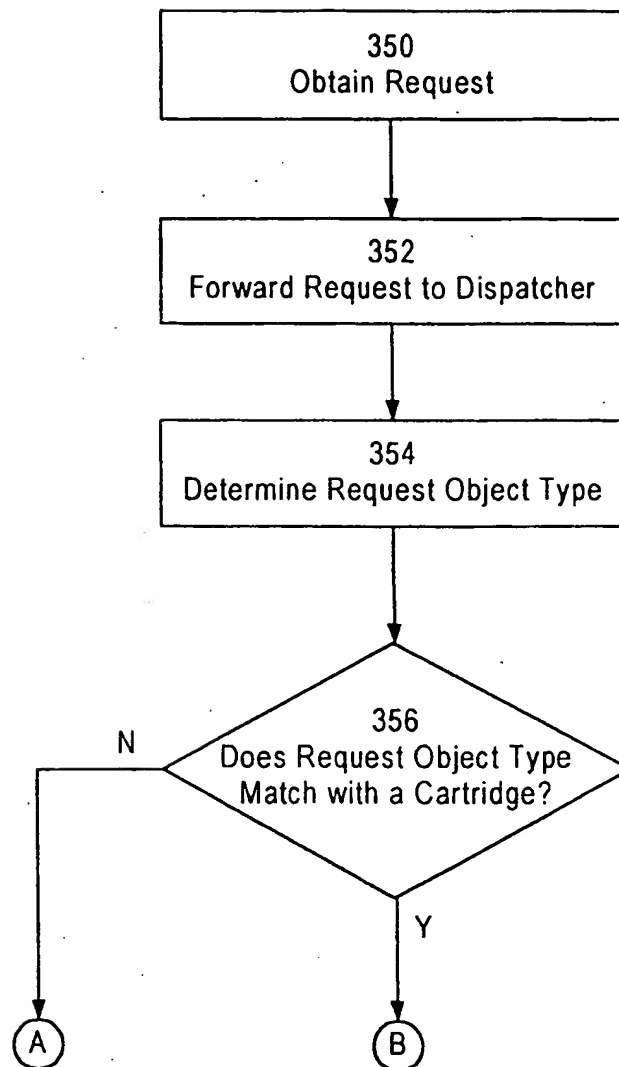 350
Obtain Request
352
Forward Request to Dispatcher
354
Determine Request Object Type
356
Does Request Object Type
Match with a Cartridge?
N
Y
A
B